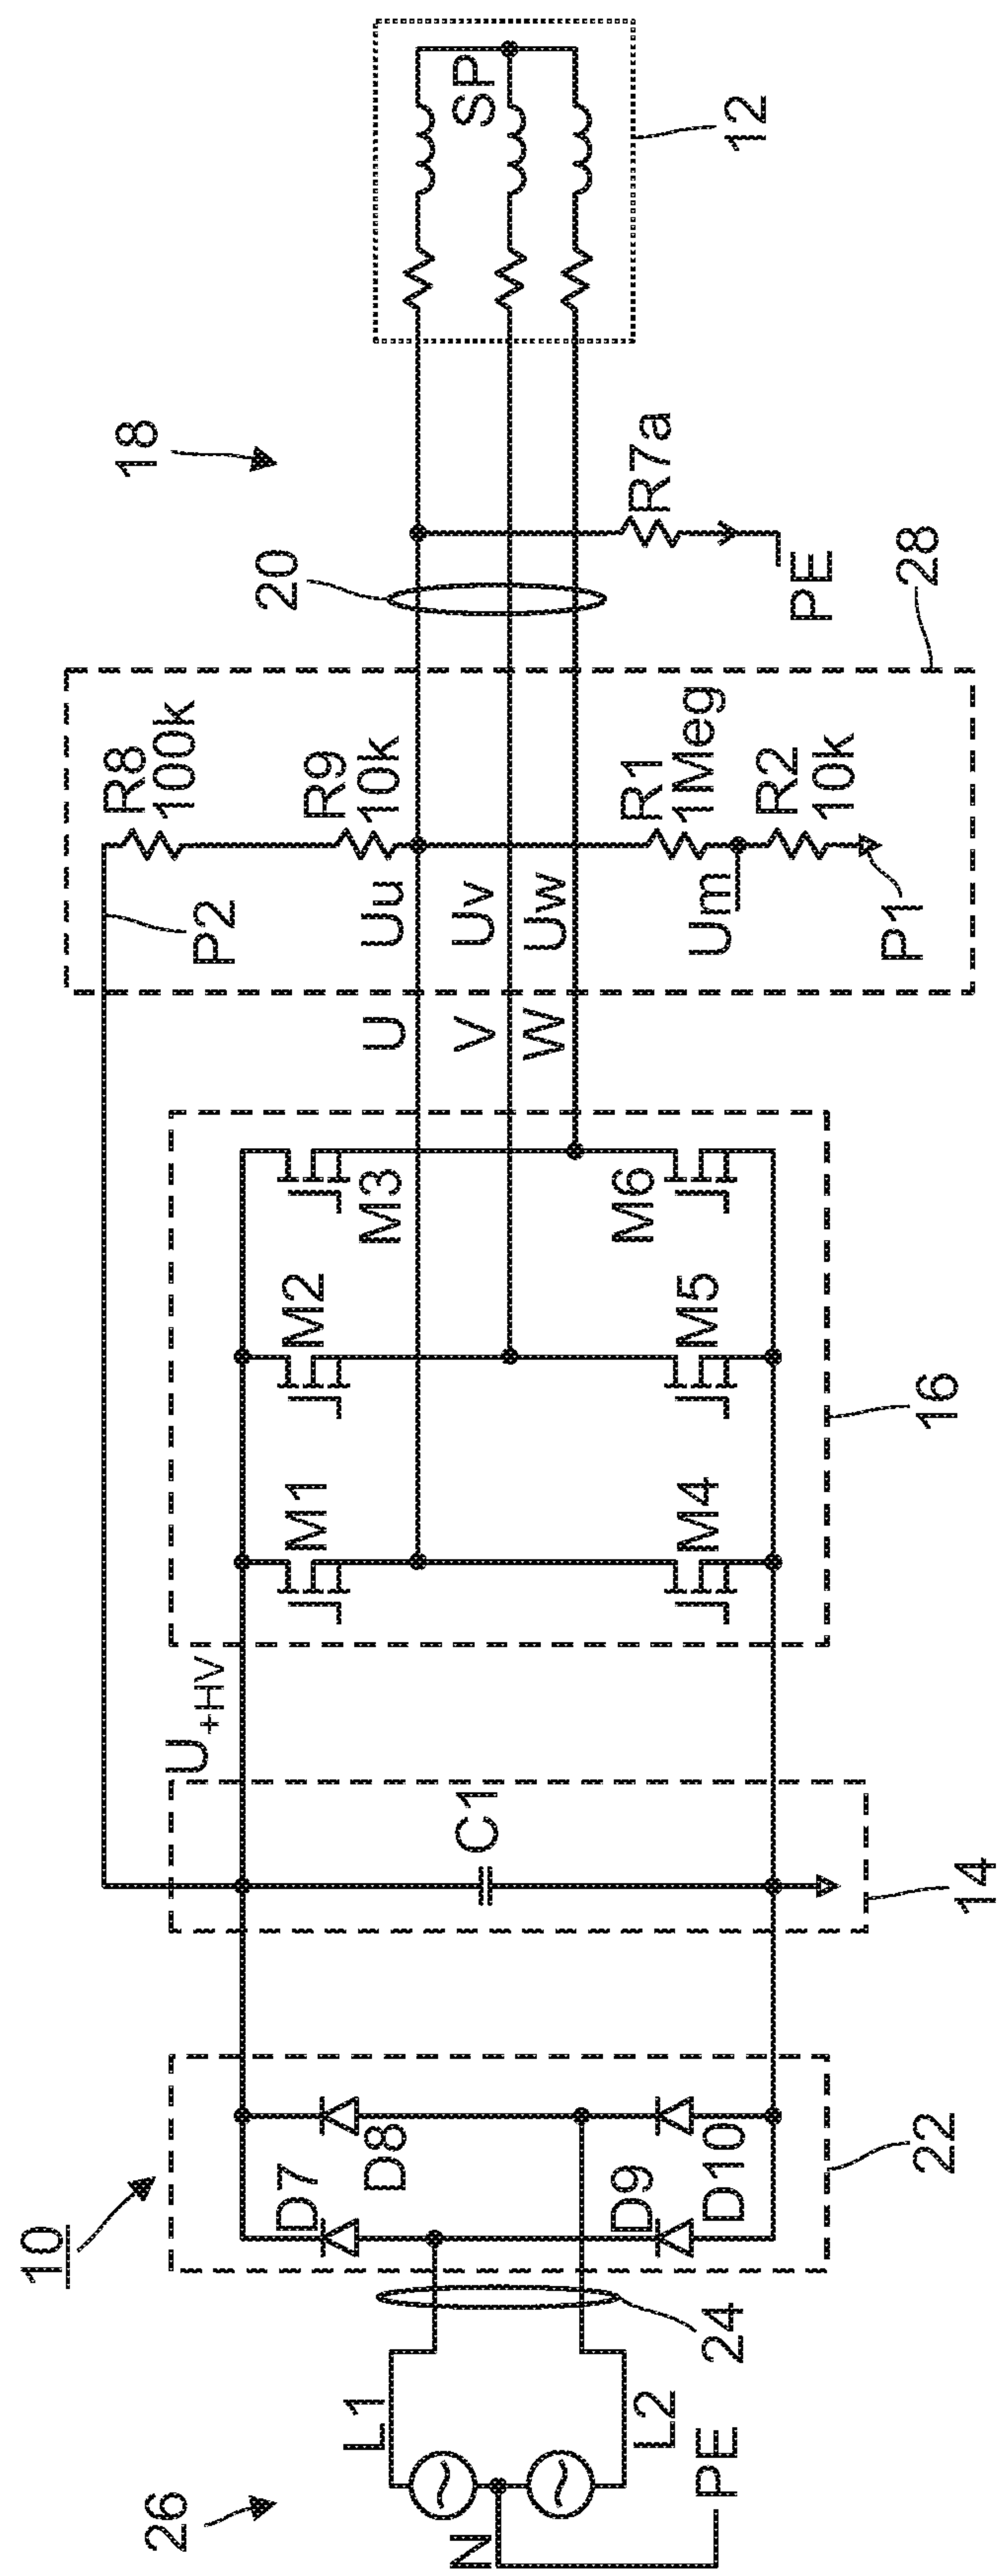 10
26
L1
N
L2
PE
24
D7
D8
D9
D10
22
U+HV
C1
14
M1
M2
M3
M4
M5
M6
16
U
V
W
P2
R8
100k
R9
10k
Uu
Uv
Uw
R1
1Meg
Um
R2
10k
P1
28
20
18
R7a
PE
SP
12